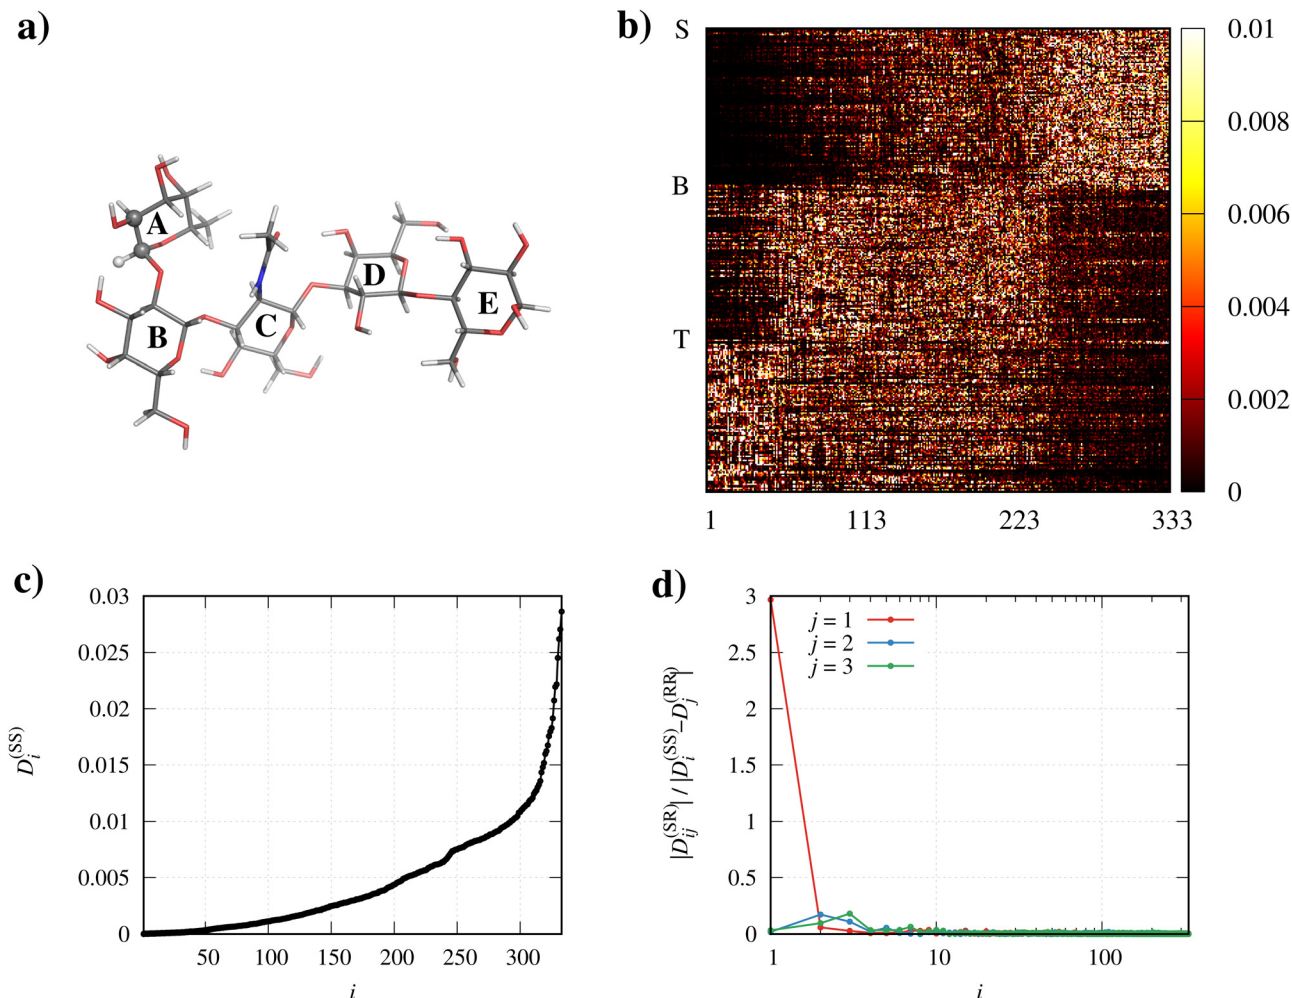 a)
A
B
C
D
E
b)
S
B
T
1 113 223 333
0.01
0.008
0.006
0.004
0.002
0
c)
D_i^(SS)
0.03
0.025
0.02
0.015
0.01
0.005
0
50 100 150 200 250 300
i
d)
|D_ij^(SR)| / |D_i^(SS)–D_j^(RR)|
3
2.5
2
1.5
1
0.5
0
j = 1
j = 2
j = 3
1 10 100
i